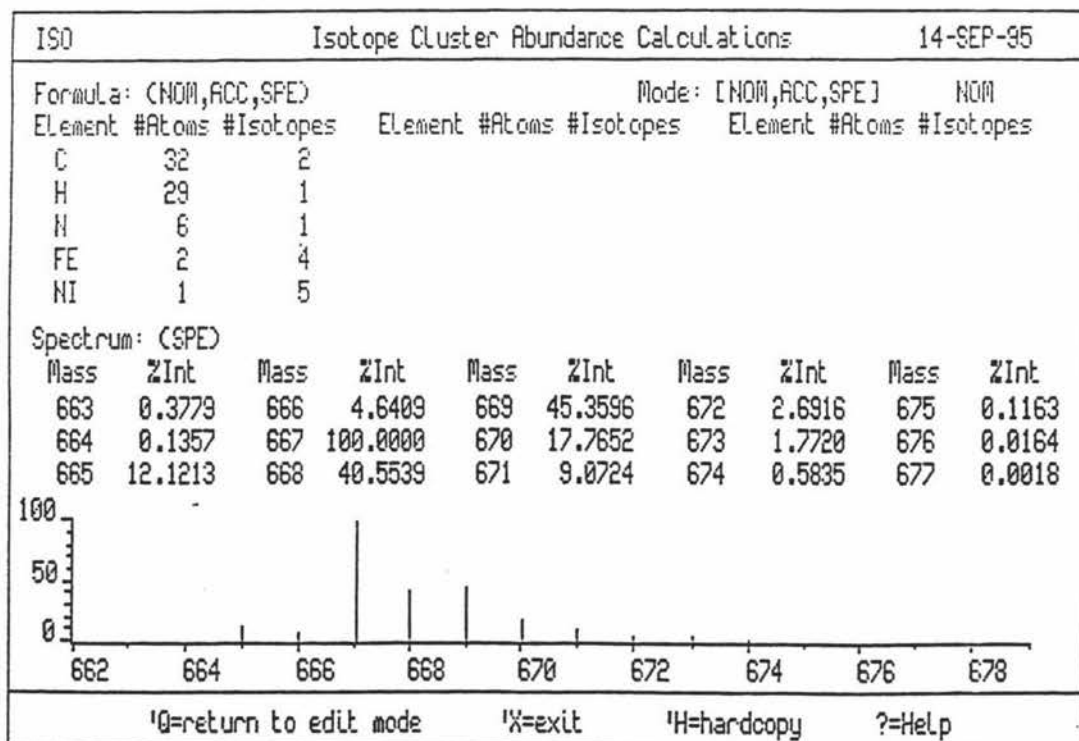 ISO Isotope Cluster Abundance Calculations 14-SEP-95
Formula: (NOM,ACC,SPE) Mode: [NOM,ACC,SPE] NOM
Element #Atoms #Isotopes Element #Atoms #Isotopes Element #Atoms #Isotopes
C 32 2
H 29 1
N 6 1
FE 2 4
NI 1 5
Spectrum: (SPE)
Mass %Int Mass %Int Mass %Int Mass %Int Mass %Int
663 0.3779 666 4.6409 669 45.3596 672 2.6916 675 0.1163
664 0.1357 667 100.0000 670 17.7652 673 1.7720 676 0.0164
665 12.1213 668 40.5539 671 9.0724 674 0.5835 677 0.0018
100
50
0
662 664 666 668 670 672 674 676 678
'Q=return to edit mode 'X=exit 'H=hardcopy ?=Help